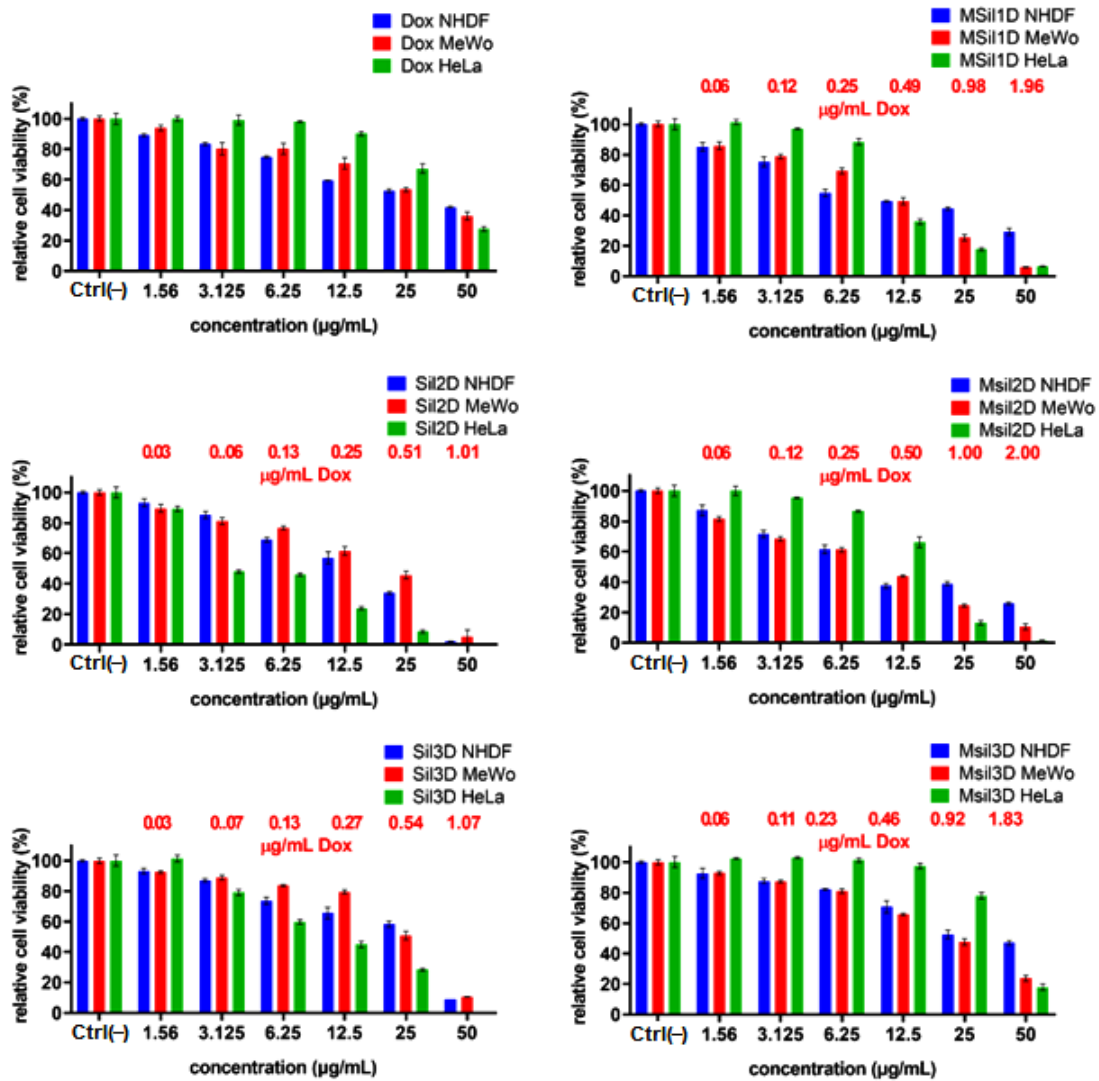 Dox NHDF
Dox MeWo
Dox HeLa
relative cell viability (%)
100
80
60
40
20
0
Ctrl(–) 1.56 3.125 6.25 12.5 25 50
concentration (µg/mL)
MSil1D NHDF
MSil1D MeWo
MSil1D HeLa
0.06 0.12 0.25 0.49 0.98 1.96
µg/mL Dox
relative cell viability (%)
100
80
60
40
20
0
Ctrl(–) 1.56 3.125 6.25 12.5 25 50
concentration (µg/mL)
Sil2D NHDF
Sil2D MeWo
Sil2D HeLa
0.03 0..06 0.13 0.25 0.51 1.01
µg/mL Dox
relative cell viability (%)
100
80
60
40
20
0
Ctrl(–) 1.56 3.125 6.25 12.5 25 50
concentration (µg/mL)
Msil2D NHDF
Msil2D MeWo
Msil2D HeLa
0.06 0..12 0.25 0.50 1.00 2.00
µg/mL Dox
relative cell viability (%)
100
80
60
40
20
0
Ctrl(–) 1.56 3.125 6.25 12.5 25 50
concentration (µg/mL)
Sil3D NHDF
Sil3D MeWo
Sil3D HeLa
0.03 0..07 0.13 0.27 0.54 1.07
µg/mL Dox
relative cell viability (%)
100
80
60
40
20
0
Ctrl(–) 1.56 3.125 6.25 12.5 25 50
concentration (µg/mL)
Msil3D NHDF
Msil3D MeWo
Msil3D HeLa
0.06 0.11 0.23 0.46 0.92 1.83
µg/mL Dox
relative cell viability (%)
100
80
60
40
20
0
Ctrl(–) 1.56 3.125 6.25 12.5 25 50
concentration (µg/mL)